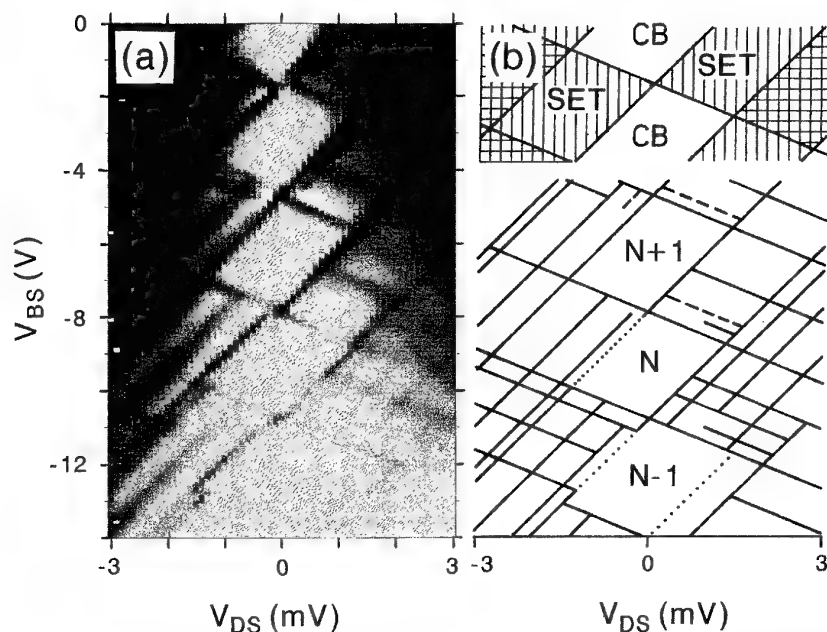 (a)
(b)
CB
SET
SET
CB
N+1
N
N-1
0
-4
-8
-12
V_BS (V)
-3
0
3
-3
0
3
V_DS (mV)
V_DS (mV)